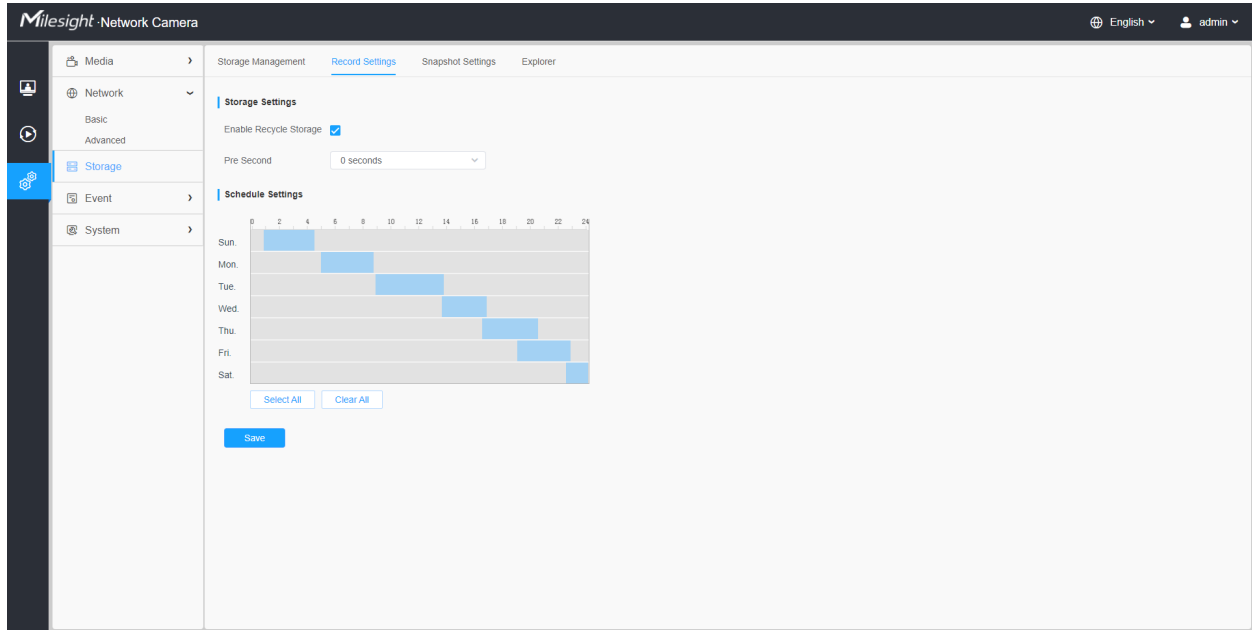 Milesight ·Network Camera
English
admin
Media
Network
Basic
Advanced
Storage
Event
System
Storage Management Record Settings Snapshot Settings Explorer
Storage Settings
Enable Recycle Storage
Pre Second 0 seconds
Schedule Settings
0 2 4 6 8 10 12 14 16 18 20 22 24
Sun.
Mon.
Tue.
Wed.
Thu.
Fri.
Sat.
Select All Clear All
Save